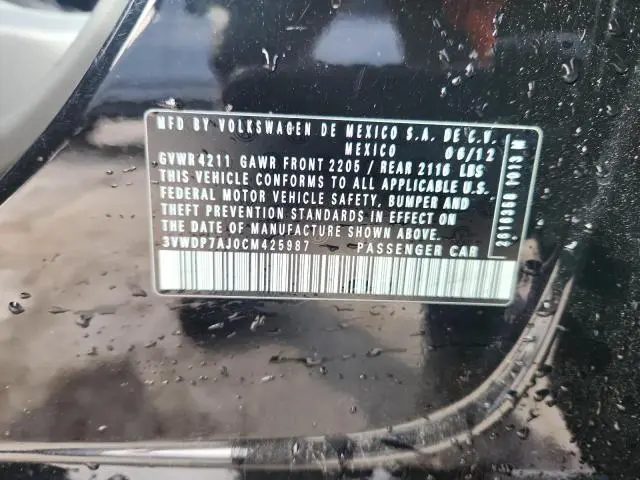 MFD BY VOLKSWAGEN DE MEXICO S.A. DE C.V.
MEXICO 06/12
GVWR 4211 GAWR FRONT 2205 / REAR 2116 LBS
THIS VEHICLE CONFORMS TO ALL APPLICABLE U.S.
FEDERAL MOTOR VEHICLE SAFETY, BUMPER AND
THEFT PREVENTION STANDARDS IN EFFECT ON
THE DATE OF MANUFACTURE SHOWN ABOVE.
3VWDP7AJ0CM425987 PASSENGER CAR